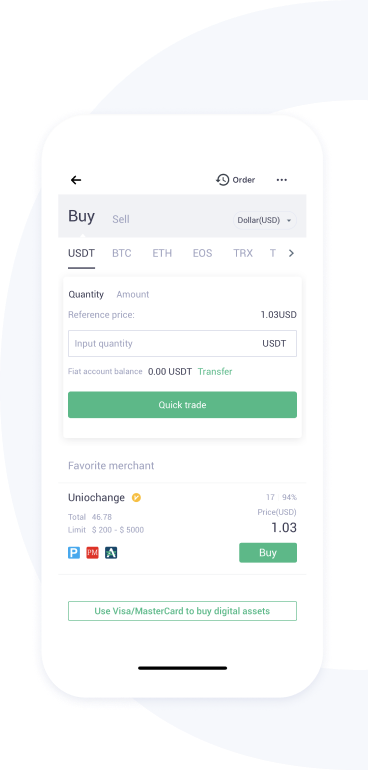 Order
Buy Sell Dollar(USD)
USDT BTC ETH EOS TRX T
Quantity Amount
Reference price: 1.03USD
Input quantity USDT
Fiat account balance 0.00 USDT Transfer
Quick trade
Favorite merchant
Uniochange 17 94%
Total 46.78 Price(USD)
Limit $ 200 - $ 5000 1.03
P PM A Buy
Use Visa/MasterCard to buy digital assets